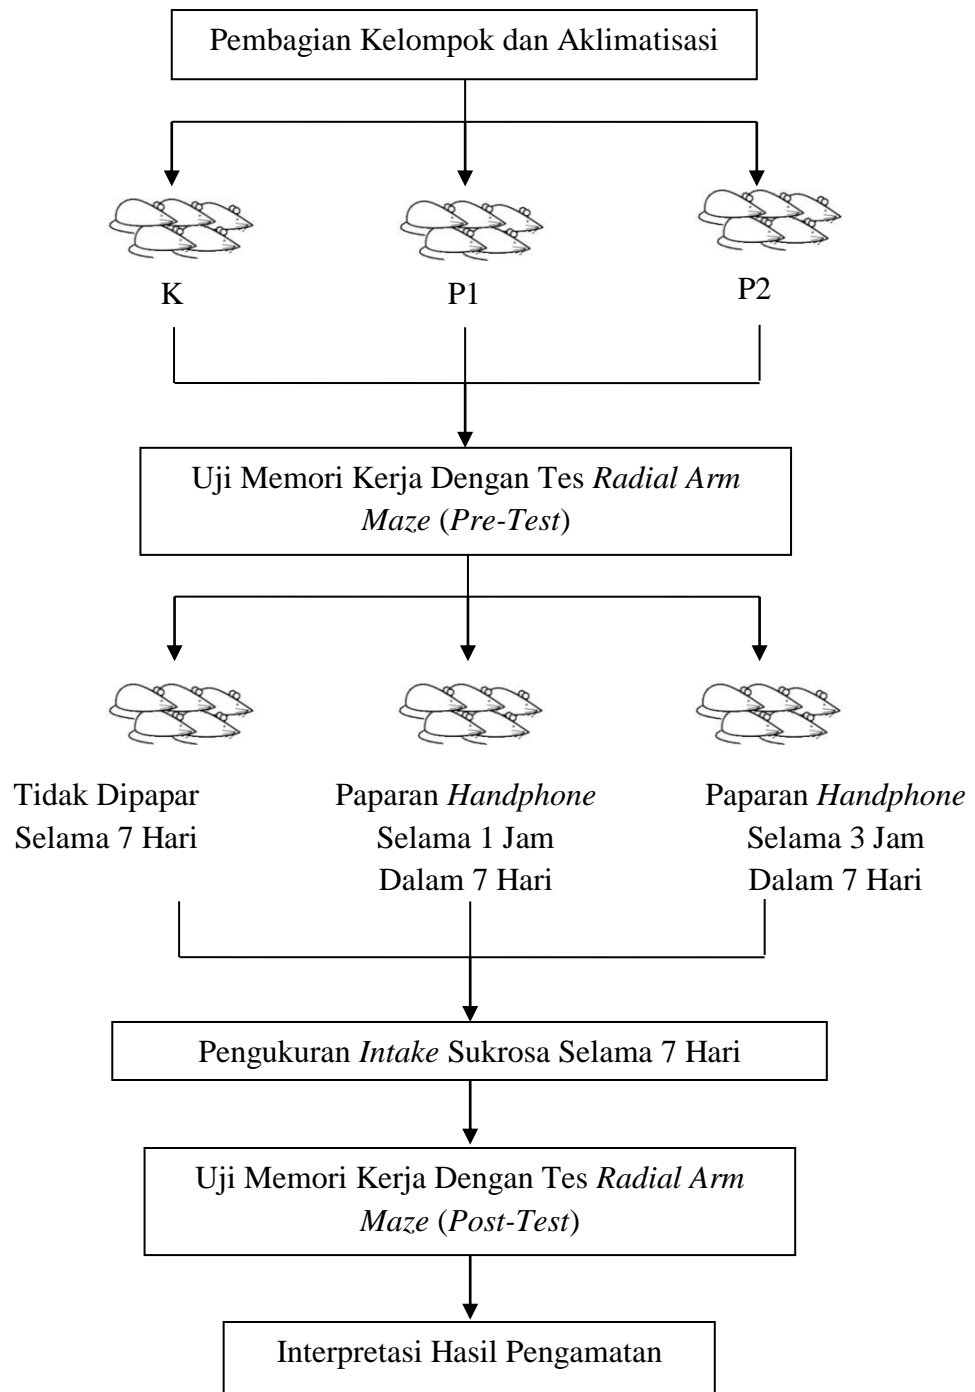 Pembagian Kelompok dan Aklimatisasi
K
P1
P2
Uji Memori Kerja Dengan Tes Radial Arm
Maze (Pre-Test)
Tidak Dipapar
Selama 7 Hari
Paparan Handphone
Selama 1 Jam
Dalam 7 Hari
Paparan Handphone
Selama 3 Jam
Dalam 7 Hari
Pengukuran Intake Sukrosa Selama 7 Hari
Uji Memori Kerja Dengan Tes Radial Arm
Maze (Post-Test)
Interpretasi Hasil Pengamatan